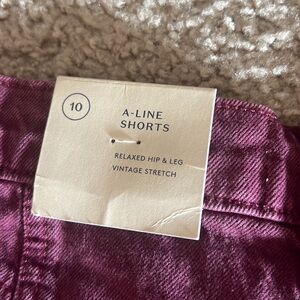 10
A-LINE
SHORTS
RELAXED HIP & LEG
VINTAGE STRETCH